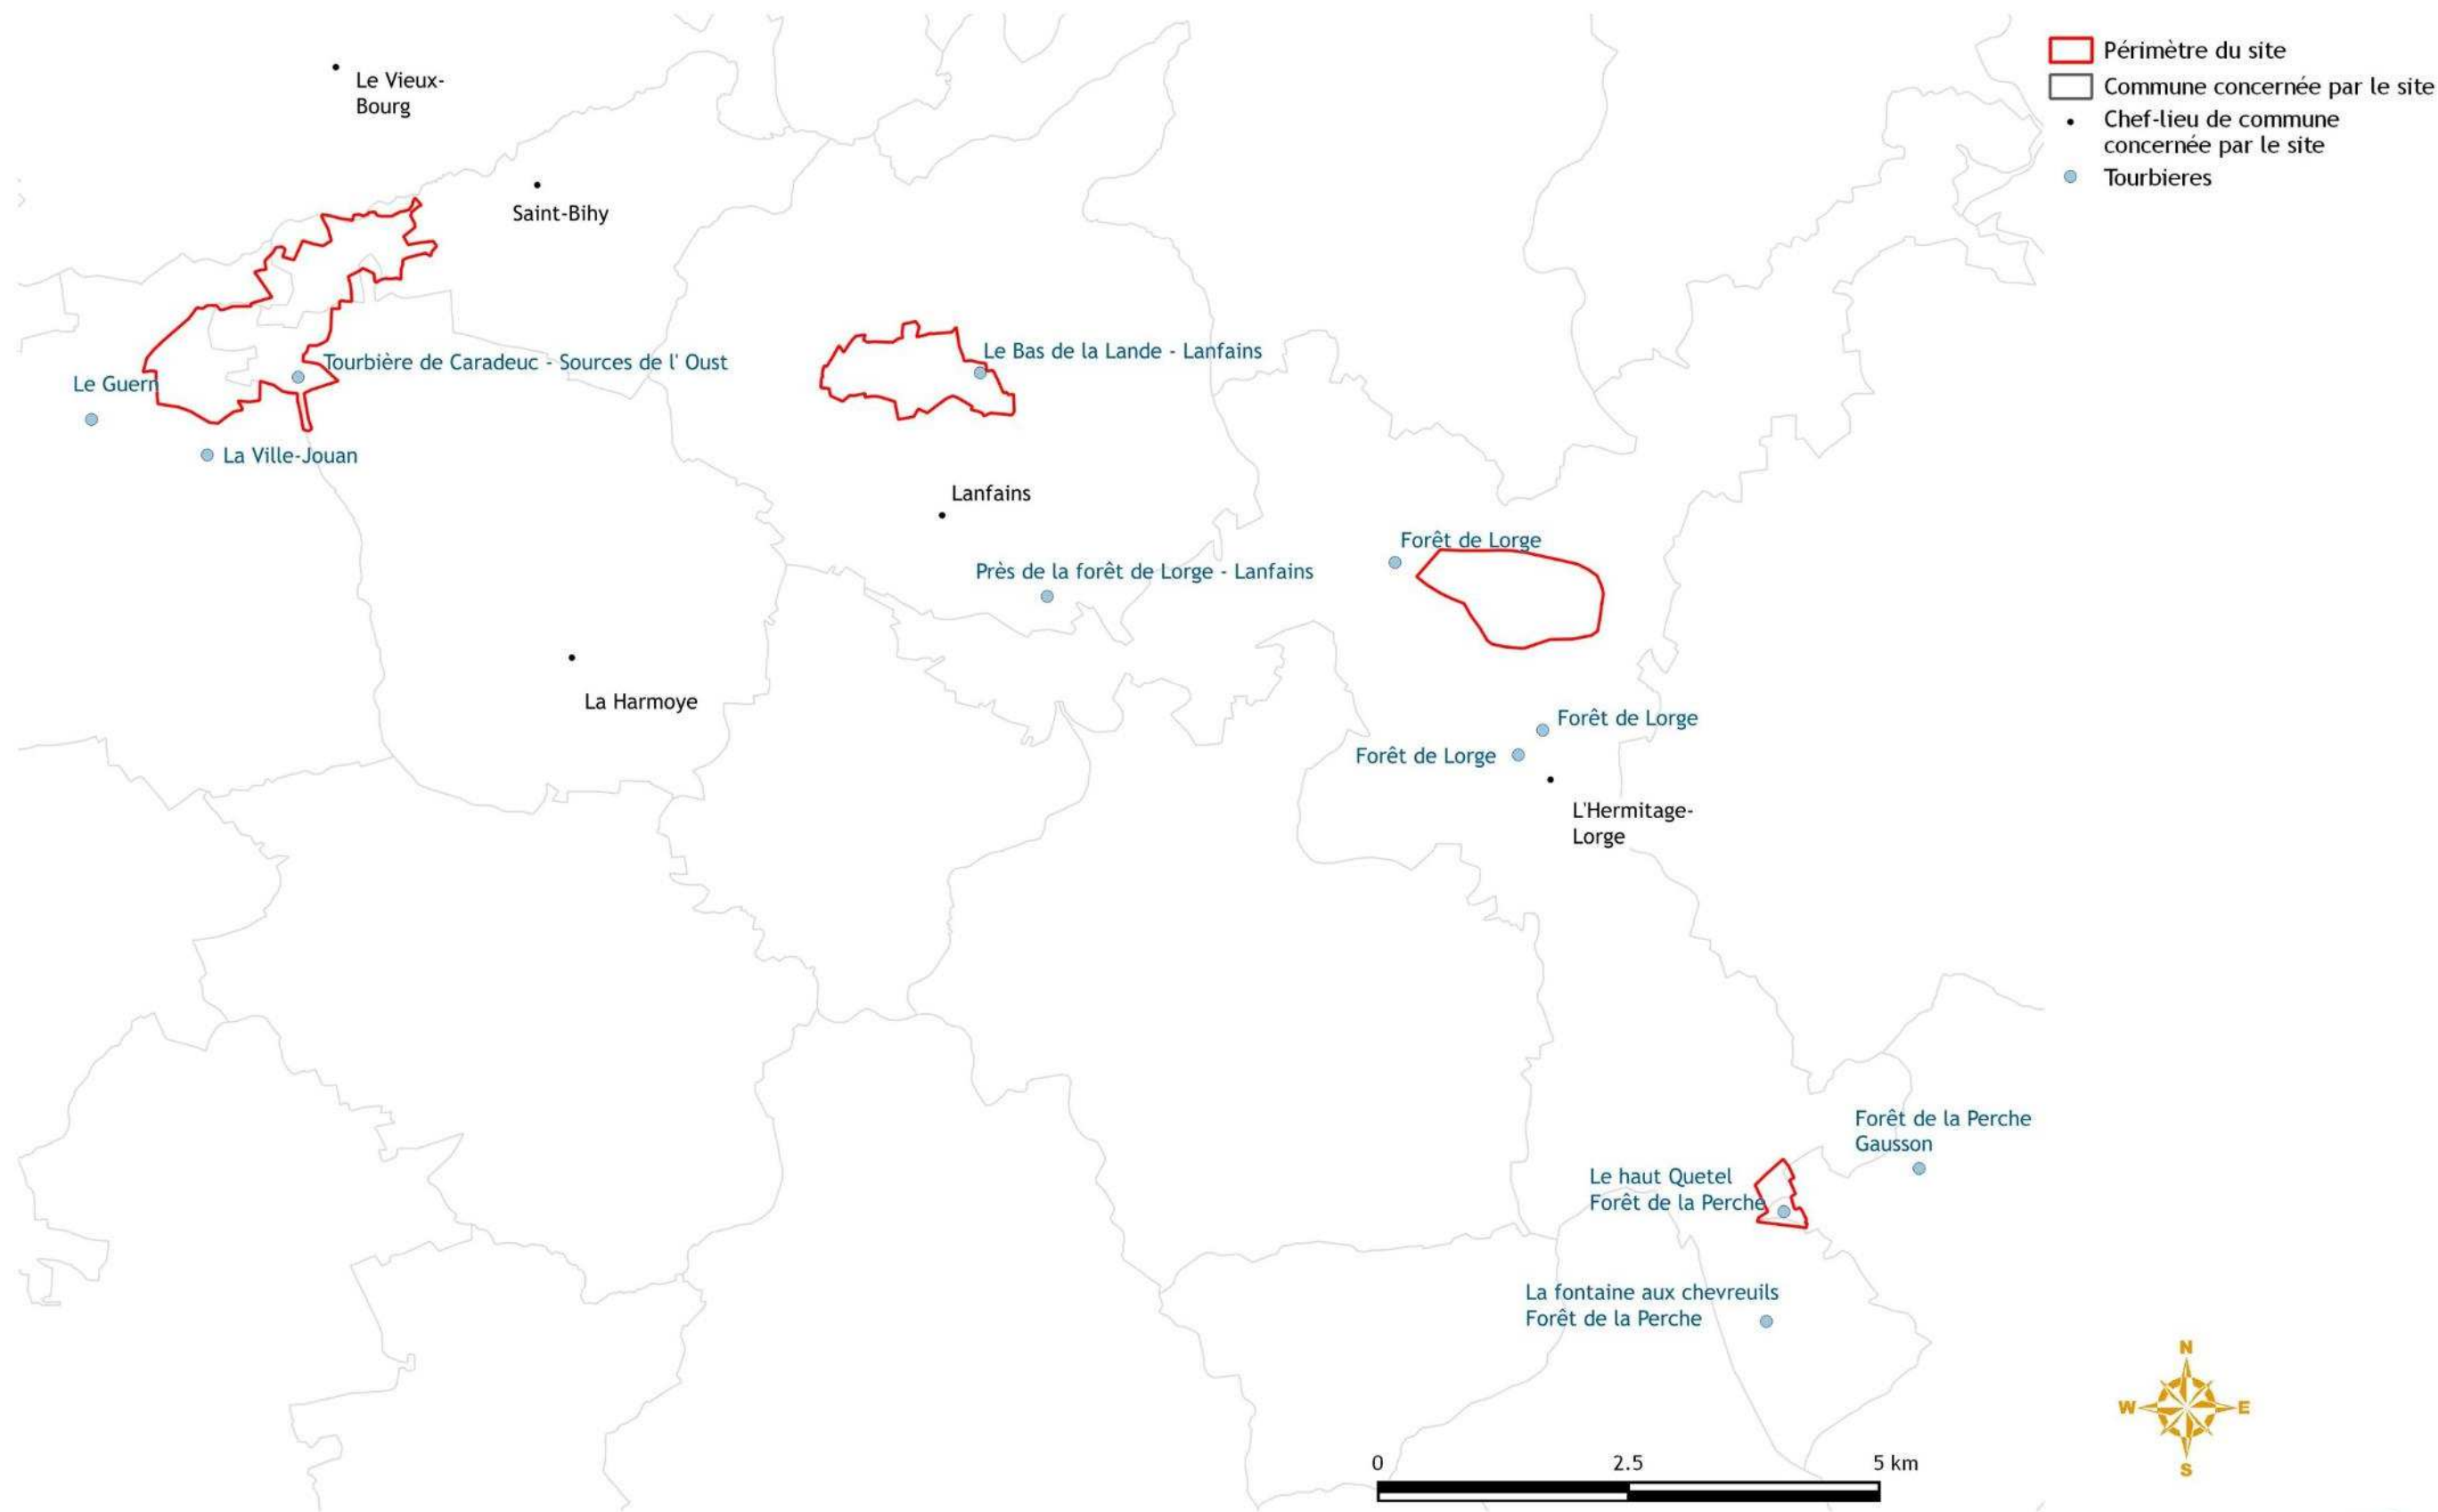 Périmètre du site
Commune concernée par le site
Chef-lieu de commune
concernée par le site
Tourbieres
Le Vieux-
Bourg
Saint-Bihy
Tourbière de Caradeuc - Sources de l' Oust
Le Bas de la Lande - Lanfains
Le Guern
La Ville-Jouan
Lanfains
Forêt de Lorge
Près de la forêt de Lorge - Lanfains
La Harmoye
Forêt de Lorge
Forêt de Lorge
L'Hermitage-
Lorge
Forêt de la Perche
Gausson
Le haut Quetel
Forêt de la Perche
La fontaine aux chevreuils
Forêt de la Perche
N
W
E
S
0
2.5
5 km